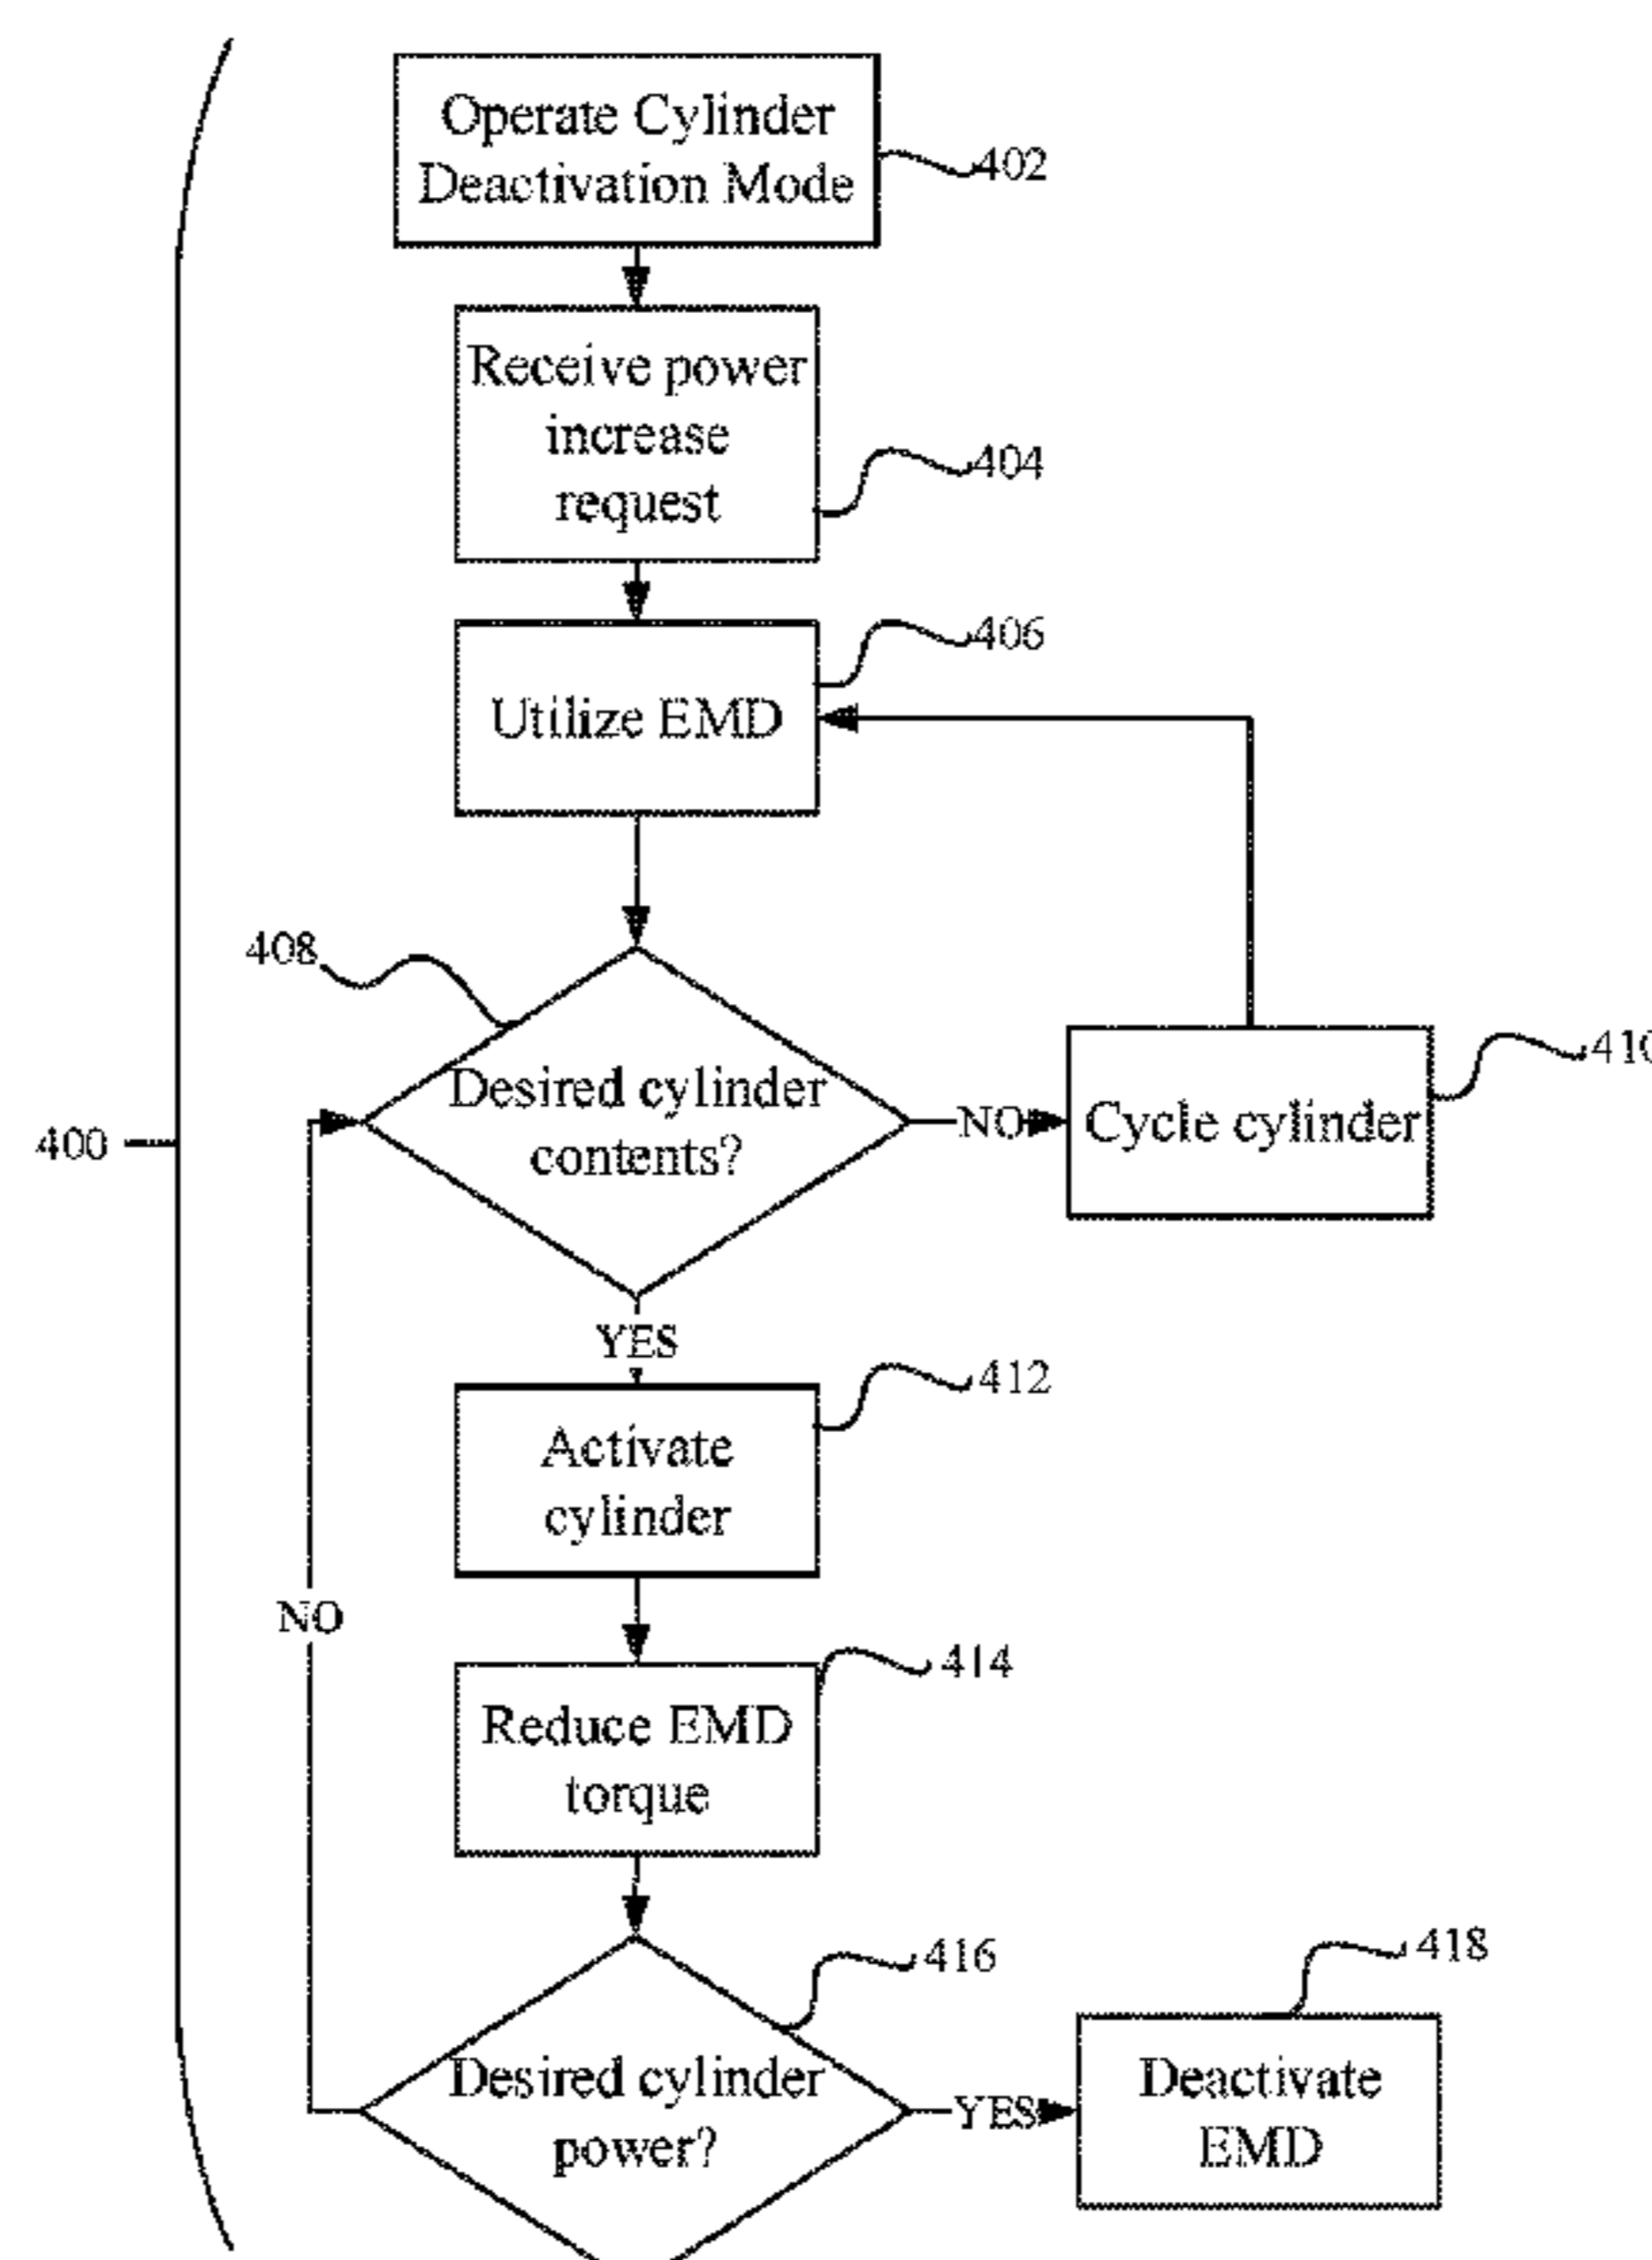 Operate Cylinder
Deactivation Mode
402
Receive power
increase
request
404
406
Utilize EMD
408
Desired cylinder
contents?
NO
Cycle cylinder
410
400
YES
412
Activate
cylinder
NO
414
Reduce EMD
torque
416
418
Desired cylinder
power?
YES
Deactivate
EMD